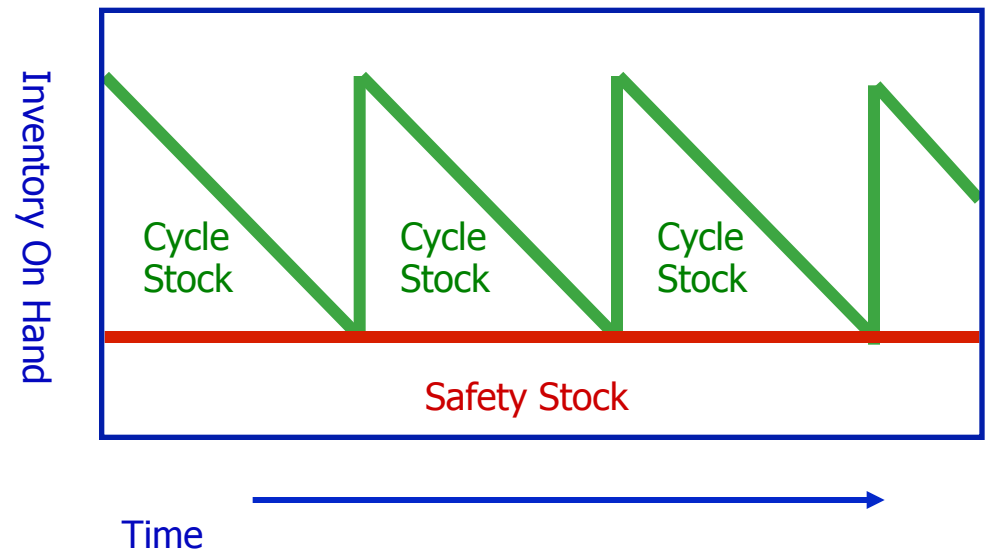 Inventory On Hand
Cycle
Stock
Cycle
Stock
Cycle
Stock
Safety Stock
Time